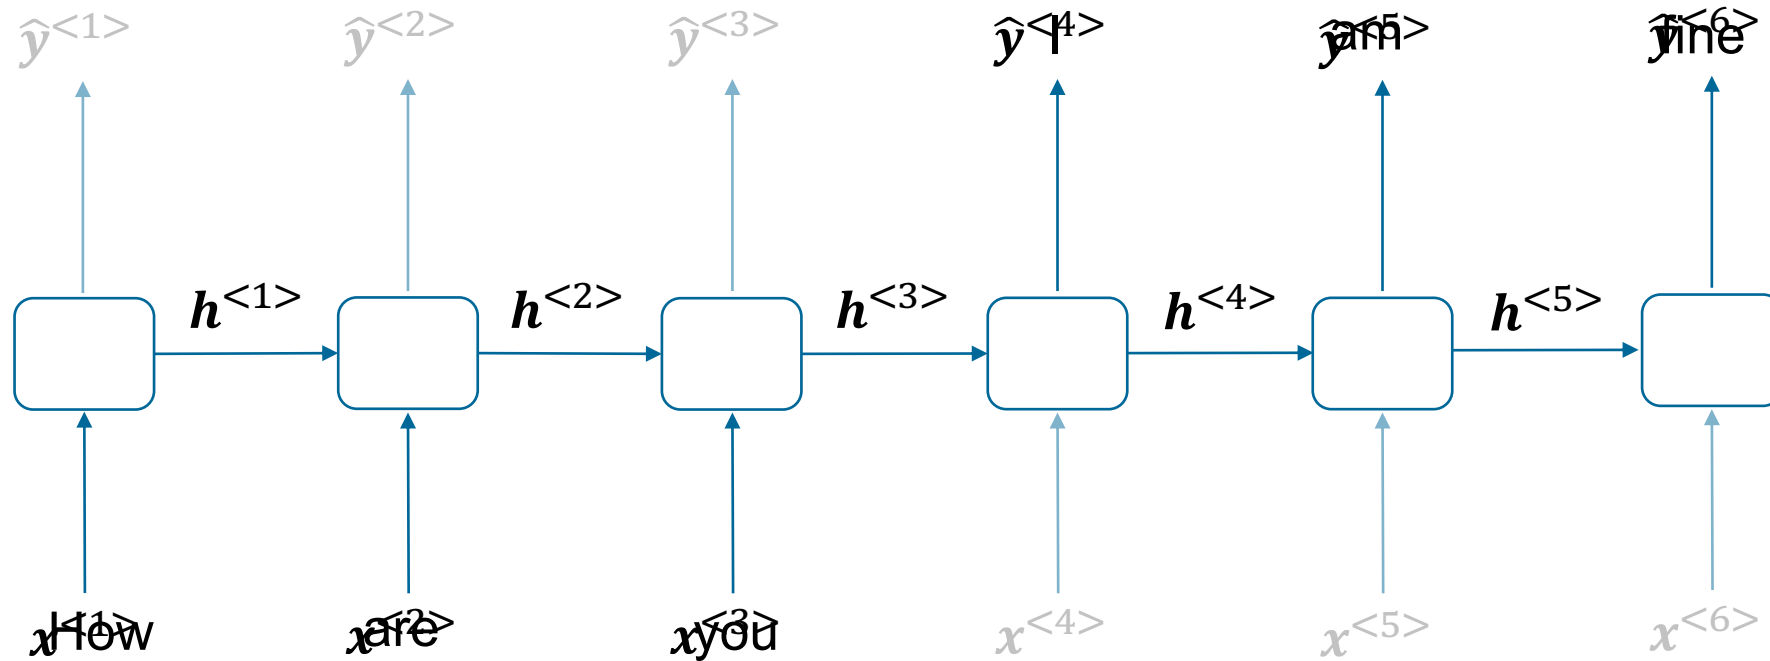 ŷ<1> ŷ<2> ŷ<3> ŷ<4> I ŷ<5> am ŷ<6> fine
h<1> h<2> h<3> h<4> h<5>
x<1> How x<2> are x<3> you x<4> x<5> x<6>